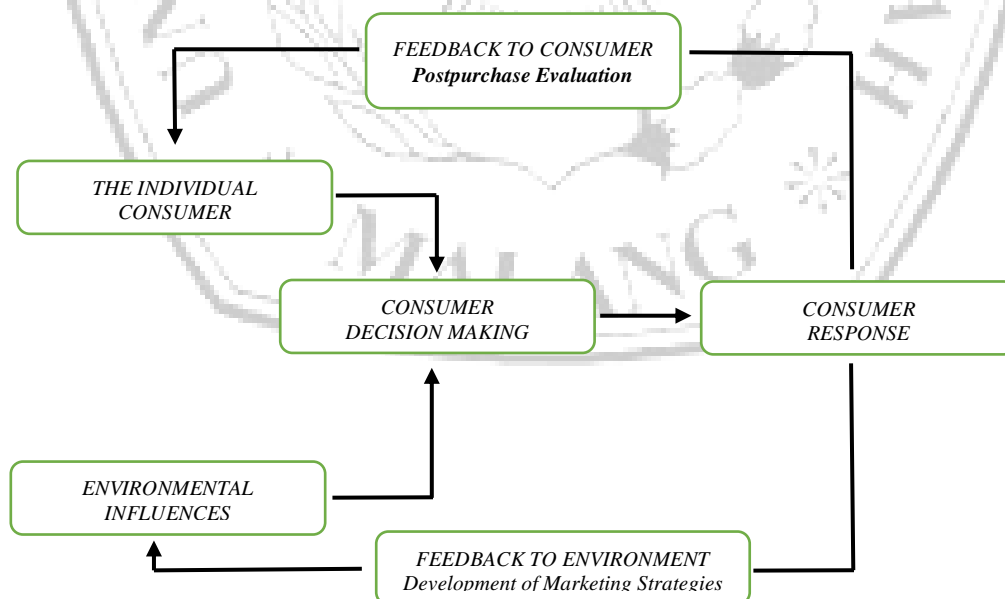 FEEDBACK TO CONSUMER
Postpurchase Evaluation
THE INDIVIDUAL
CONSUMER
MALANG
CONSUMER
DECISION MAKING
CONSUMER
RESPONSE
ENVIRONMENTAL
INFLUENCES
FEEDBACK TO ENVIRONMENT
Development of Marketing Strategies